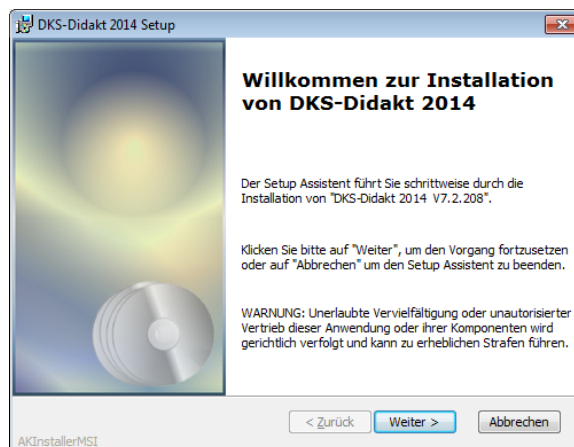 DKS-Didakt 2014 Setup
Willkommen zur Installation
von DKS-Didakt 2014
Der Setup Assistent führt Sie schrittweise durch die
Installation von "DKS-Didakt 2014 V7.2.208".
Klicken Sie bitte auf "Weiter", um den Vorgang fortzusetzen
oder auf "Abbrechen" um den Setup Assistent zu beenden.
WARNUNG: Unerlaubte Vervielfältigung oder unautorisierter
Vertrieb dieser Anwendung oder ihrer Komponenten wird
gerichtlich verfolgt und kann zu erheblichen Strafen führen.
< Zurück Weiter > Abbrechen
AKInstallerMSI